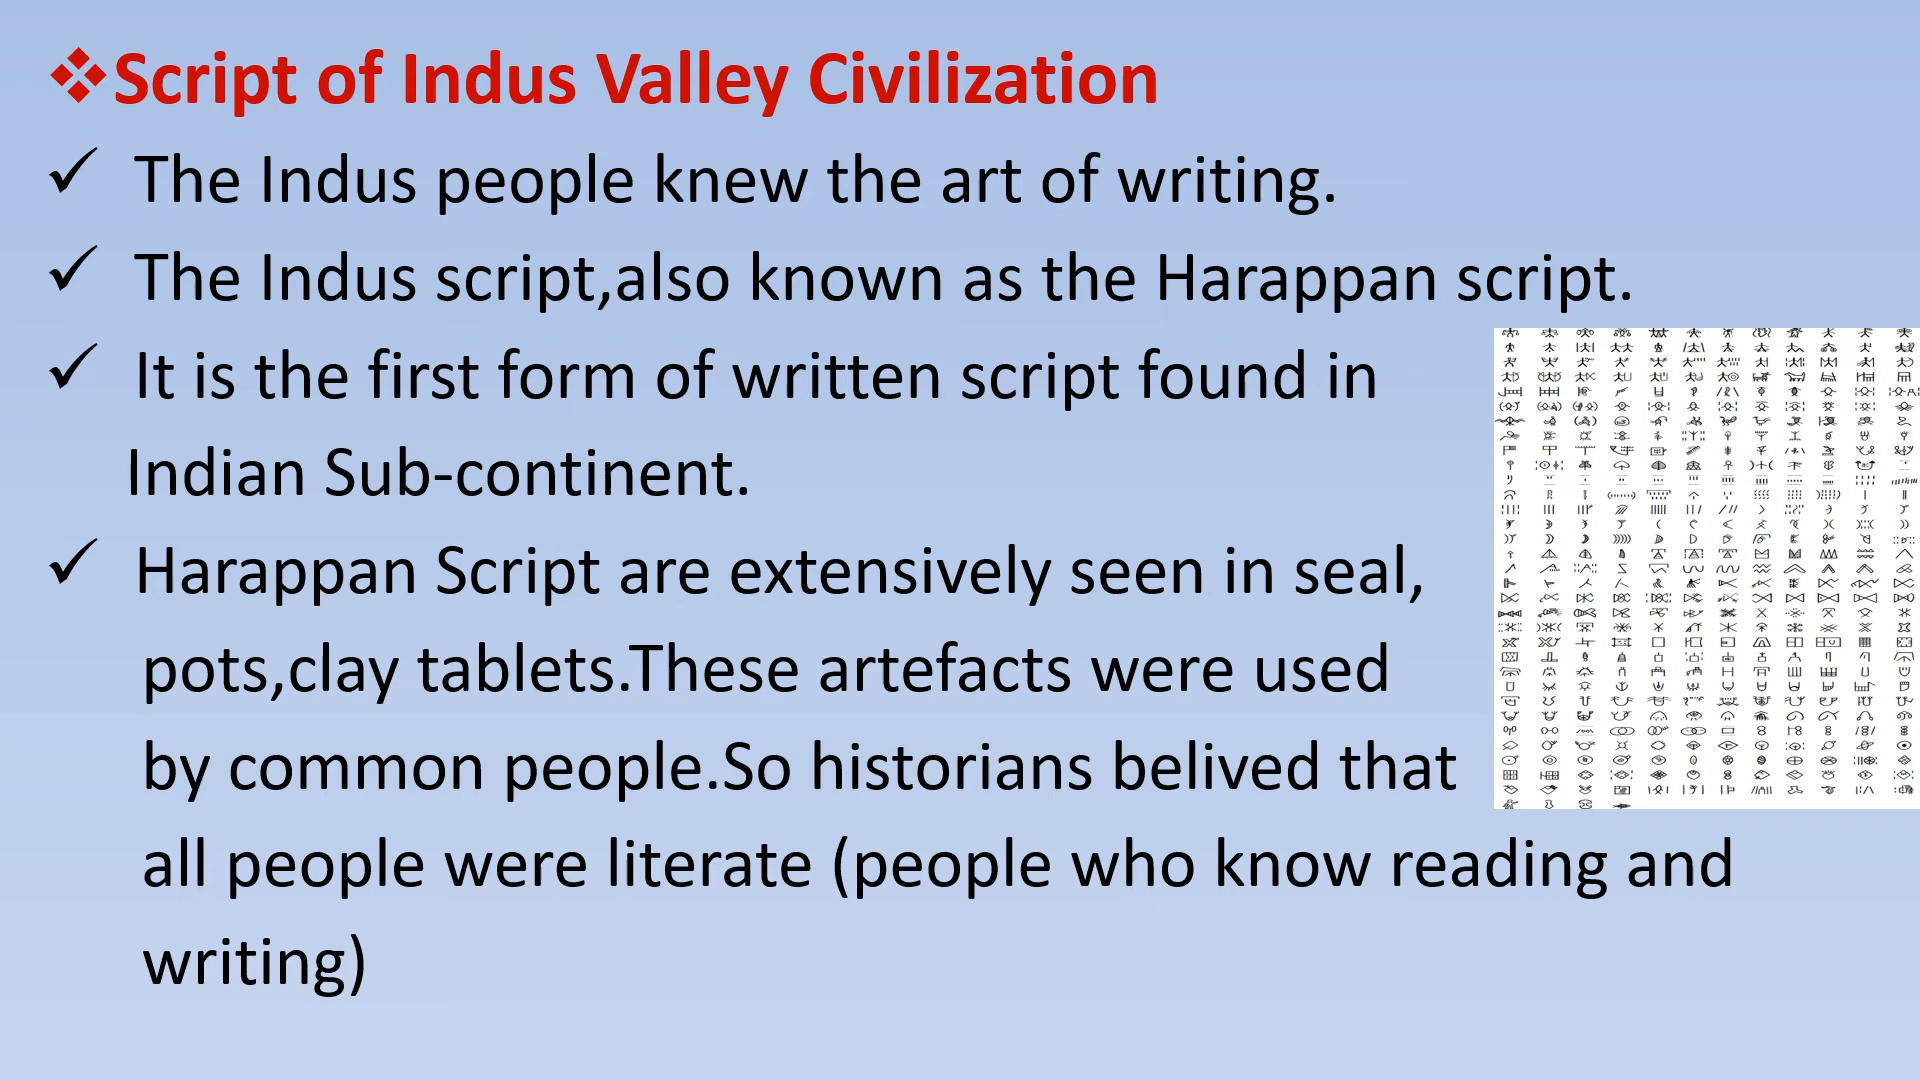 ❖Script of Indus Valley Civilization
✓ The Indus people knew the art of writing.
✓ The Indus script,also known as the Harappan script.
✓ It is the first form of written script found in
Indian Sub-continent.
✓ Harappan Script are extensively seen in seal,
pots,clay tablets.These artefacts were used
by common people.So historians belived that
all people were literate (people who know reading and
writing)